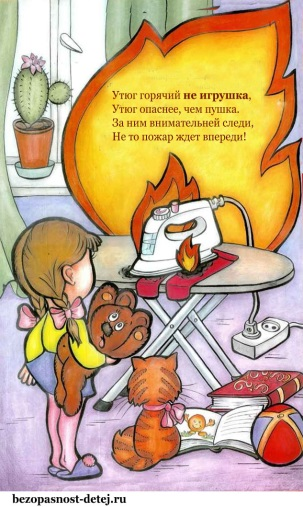 Утюг горячий не игрушка,
Утюг опаснее, чем пушка.
За ним внимательней следи,
Не то пожар ждет впереди!
bezopasnost-detej.ru